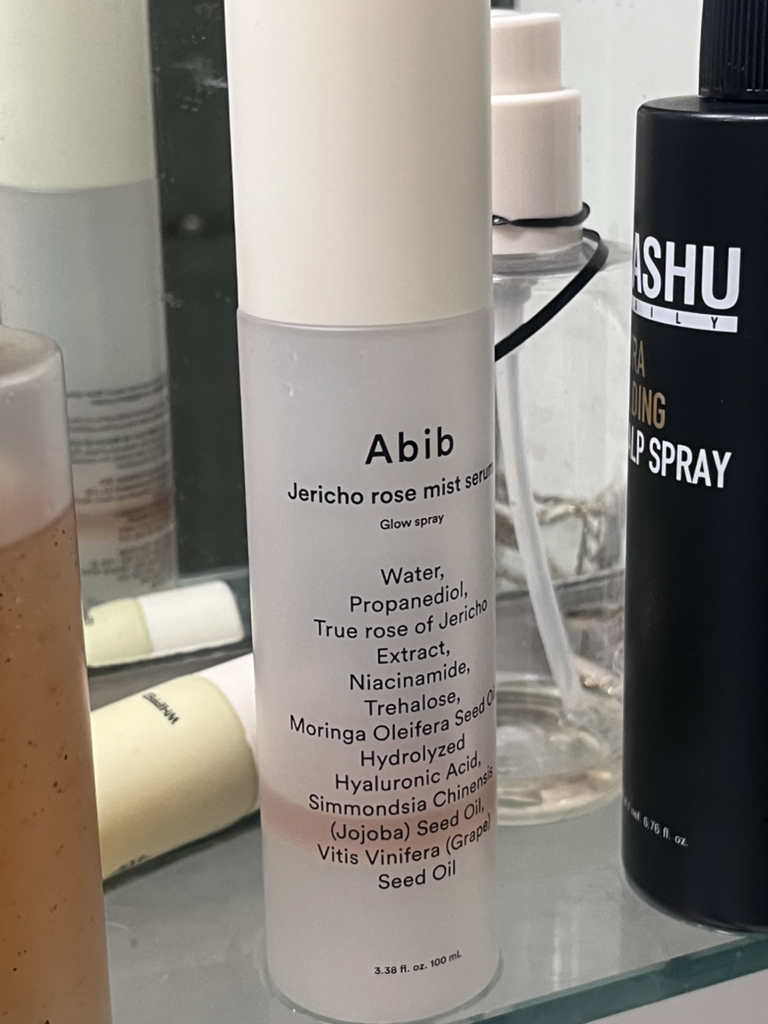 Abib
Jericho rose mist serum
Glow spray
Water,
Propanediol,
True rose of Jericho
Extract,
Niacinamide,
Trehalose,
Moringa Oleifera Seed Oil
Hydrolyzed
Hyaluronic Acid,
Simmondsia Chinensis
(Jojoba) Seed Oil,
Vitis Vinifera (Grape)
Seed Oil
3.38 fl. oz. 100 mL
ASHU
AILY
RA
DING
LP SPRAY
6.76 fl. oz.